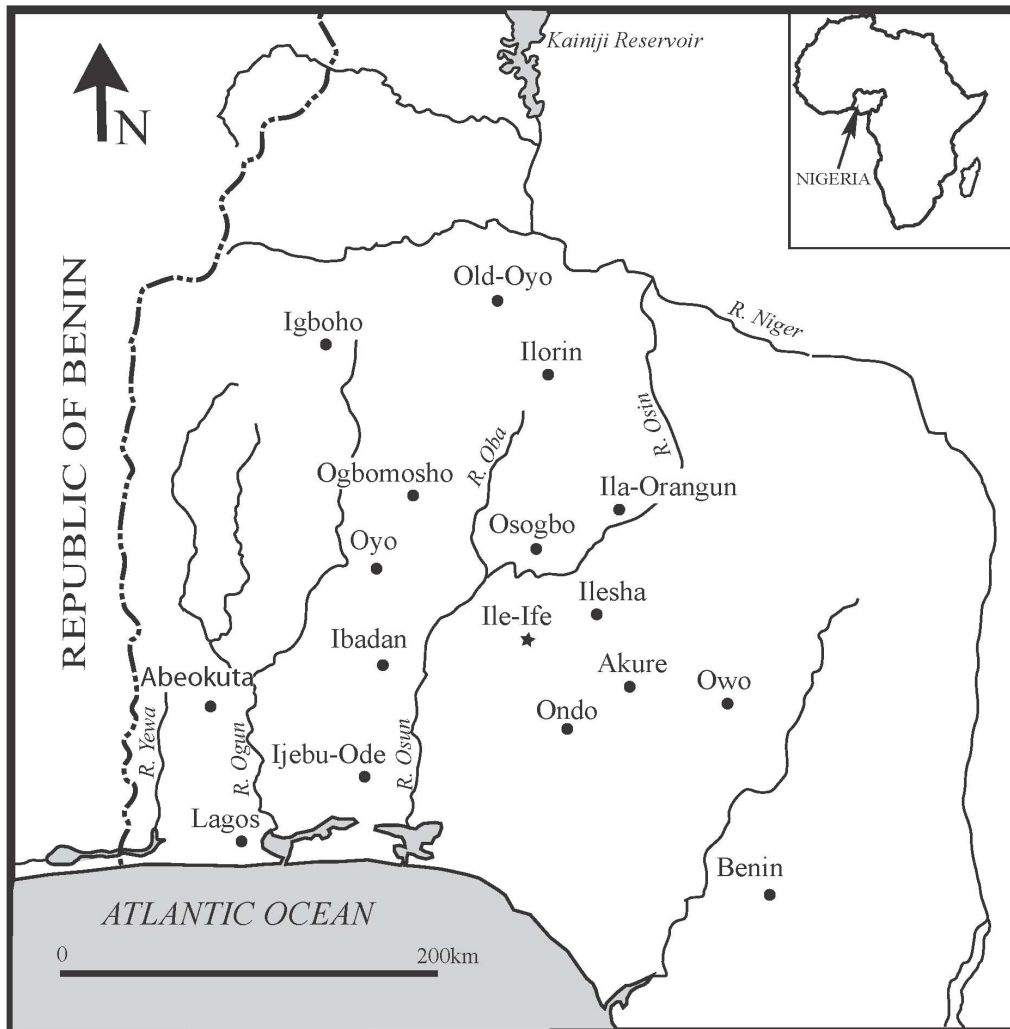 Kainiji Reservoir
N
NIGERIA
REPUBLIC OF BENIN
Old-Oyo
Igboho
R. Niger
Ilorin
R. Osin
R. Oba
Ogbomosho
Ila-Orangun
Osogbo
Oyo
Ilesha
Ile-Ife
Ibadan
Akure
Abeokuta
Owo
Ondo
R. Yewa
R. Ogun
Ijebu-Ode
R. Osun
Lagos
Benin
ATLANTIC OCEAN
0 200km